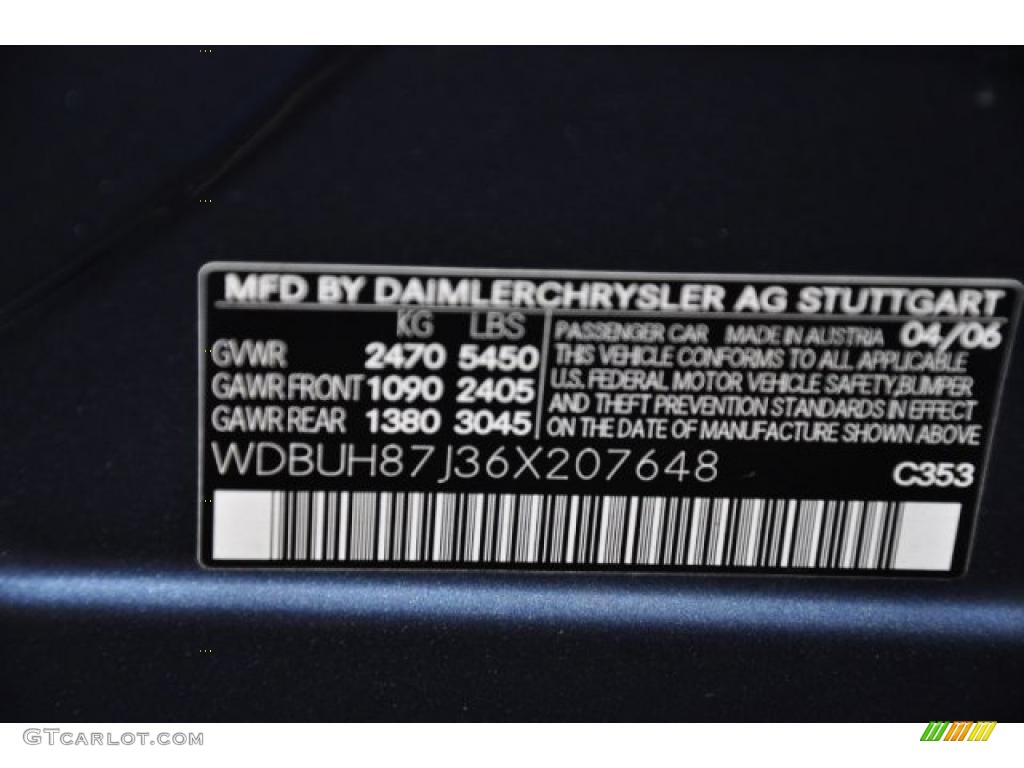 MFD BY DAIMLERCHRYSLER AG STUTTGART
KG LBS
GVWR 2470 5450
GAWR FRONT 1090 2405
GAWR REAR 1380 3045
PASSENGER CAR MADE IN AUSTRIA 04/06
THIS VEHICLE CONFORMS TO ALL APPLICABLE
U.S. FEDERAL MOTOR VEHICLE SAFETY, BUMPER
AND THEFT PREVENTION STANDARDS IN EFFECT
ON THE DATE OF MANUFACTURE SHOWN ABOVE
WDBUH87J36X207648 C353
GTCARLOT.COM